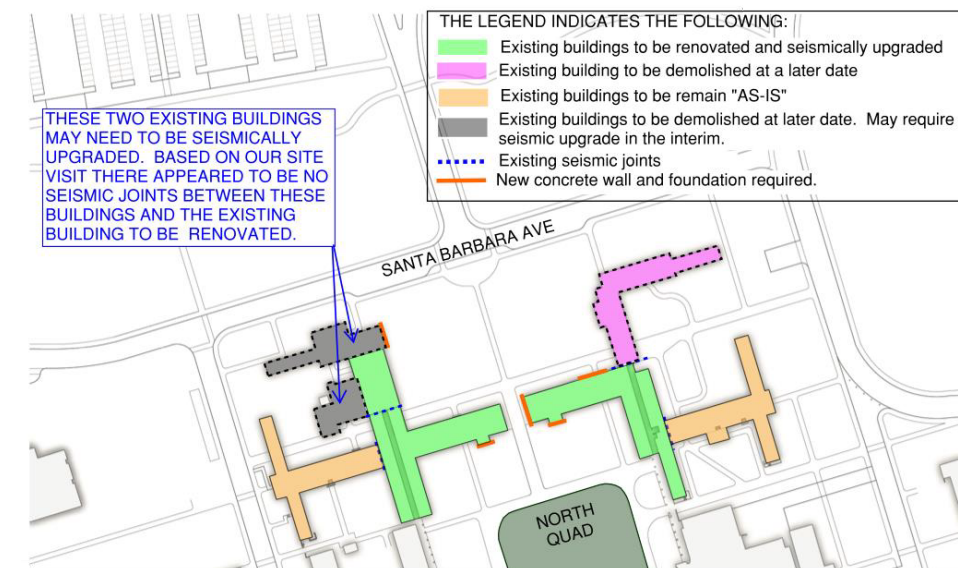 THE LEGEND INDICATES THE FOLLOWING:
Existing buildings to be renovated and seismically upgraded
Existing building to be demolished at a later date
Existing buildings to be remain "AS-IS"
Existing buildings to be demolished at later date. May require
seismic upgrade in the interim.
Existing seismic joints
New concrete wall and foundation required.
THESE TWO EXISTING BUILDINGS
MAY NEED TO BE SEISMICALLY
UPGRADED. BASED ON OUR SITE
VISIT THERE APPEARED TO BE NO
SEISMIC JOINTS BETWEEN THESE
BUILDINGS AND THE EXISTING
BUILDING TO BE RENOVATED.
SANTA BARBARA AVE
NORTH
QUAD